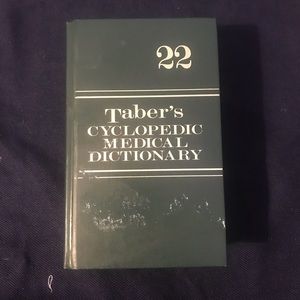 22
Taber's
CYCLOPEDIC
MEDICAL
DICTIONARY